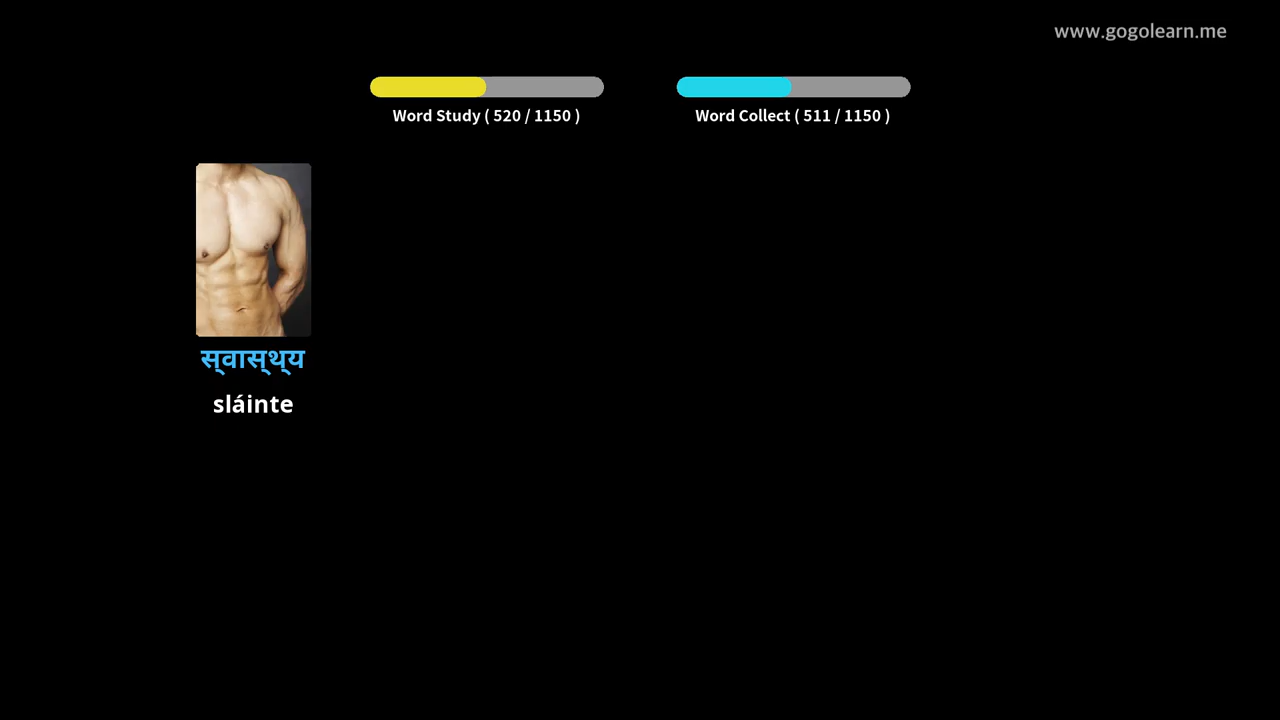 www.gogolearn.me
Word Study ( 520 / 1150 )
Word Collect ( 511 / 1150 )
स्‌वास्‌थ्‌य
sláinte